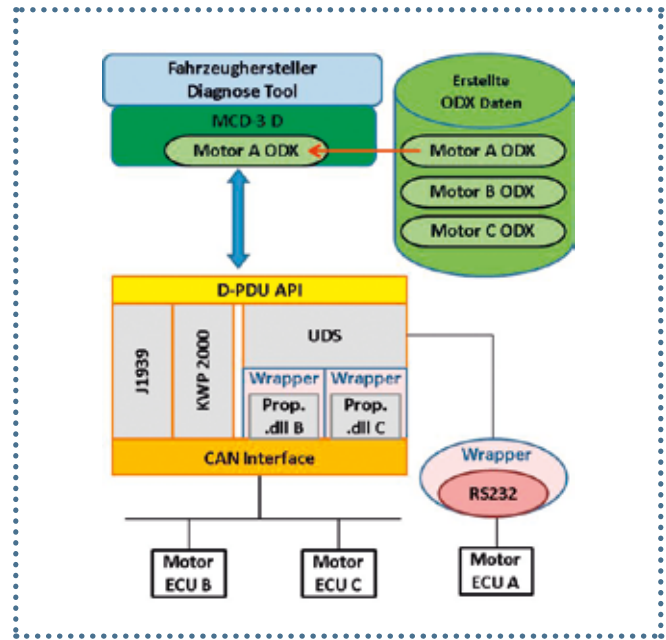 Fahrzeughersteller
Diagnose Tool
MCD-3 D
Motor A ODX
Erstellte
ODX Daten
Motor A ODX
Motor B ODX
Motor C ODX
D-PDU API
J1939
KWP 2000
UDS
Wrapper
Prop.
.dll B
Wrapper
Prop.
.dll C
CAN Interface
Wrapper
RS232
Motor
ECU B
Motor
ECU C
Motor
ECU A